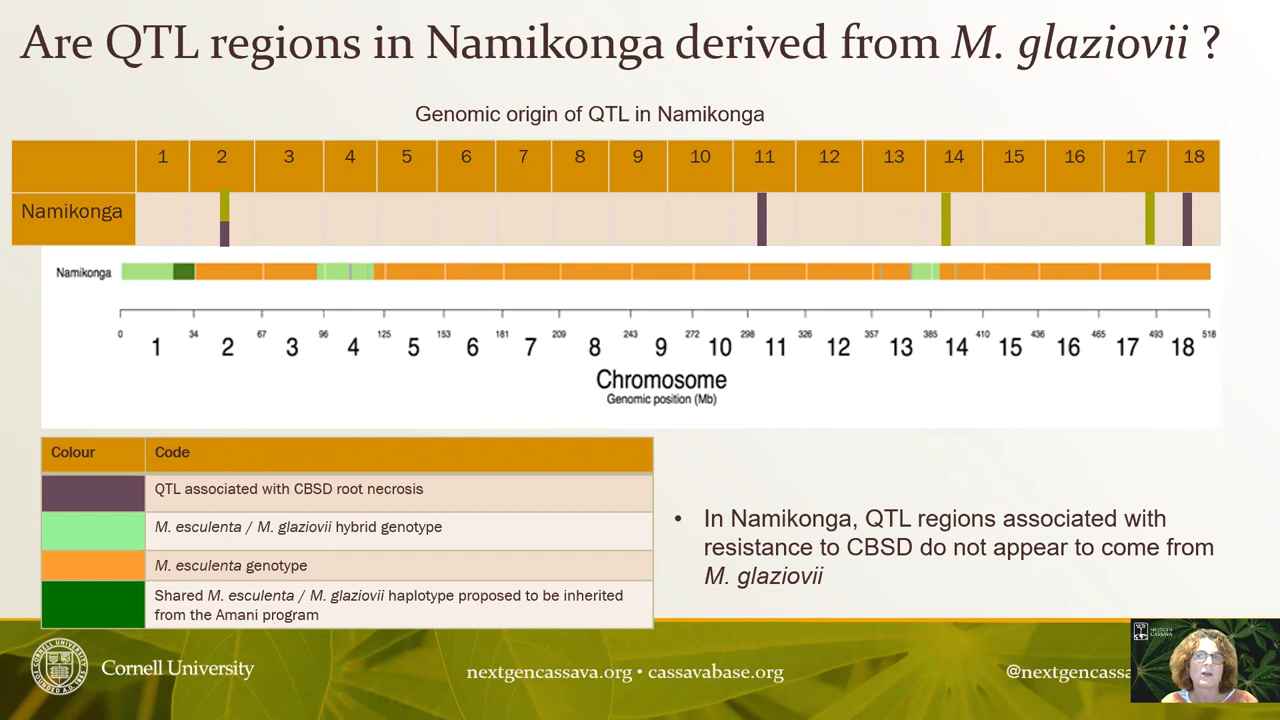 Are QTL regions in Namikonga derived from M. glaziovii ?
Genomic origin of QTL in Namikonga
1 2 3 4 5 6 7 8 9 10 11 12 13 14 15 16 17 18
Namikonga
Namikonga
0 34 67 96 125 153 181 209 243 272 298 326 357 385 410 436 465 493 518
1 2 3 4 5 6 7 8 9 10 11 12 13 14 15 16 17 18
Chromosome
Genomic position (Mb)
Colour Code
QTL associated with CBSD root necrosis
M. esculenta / M. glaziovii hybrid genotype
M. esculenta genotype
Shared M. esculenta / M. glaziovii haplotype proposed to be inherited
from the Amani program
• In Namikonga, QTL regions associated with
resistance to CBSD do not appear to come from
M. glaziovii
Cornell University
nextgencassava.org • cassavabase.org
@nextgencassa
NEXTGEN
CASSAVA